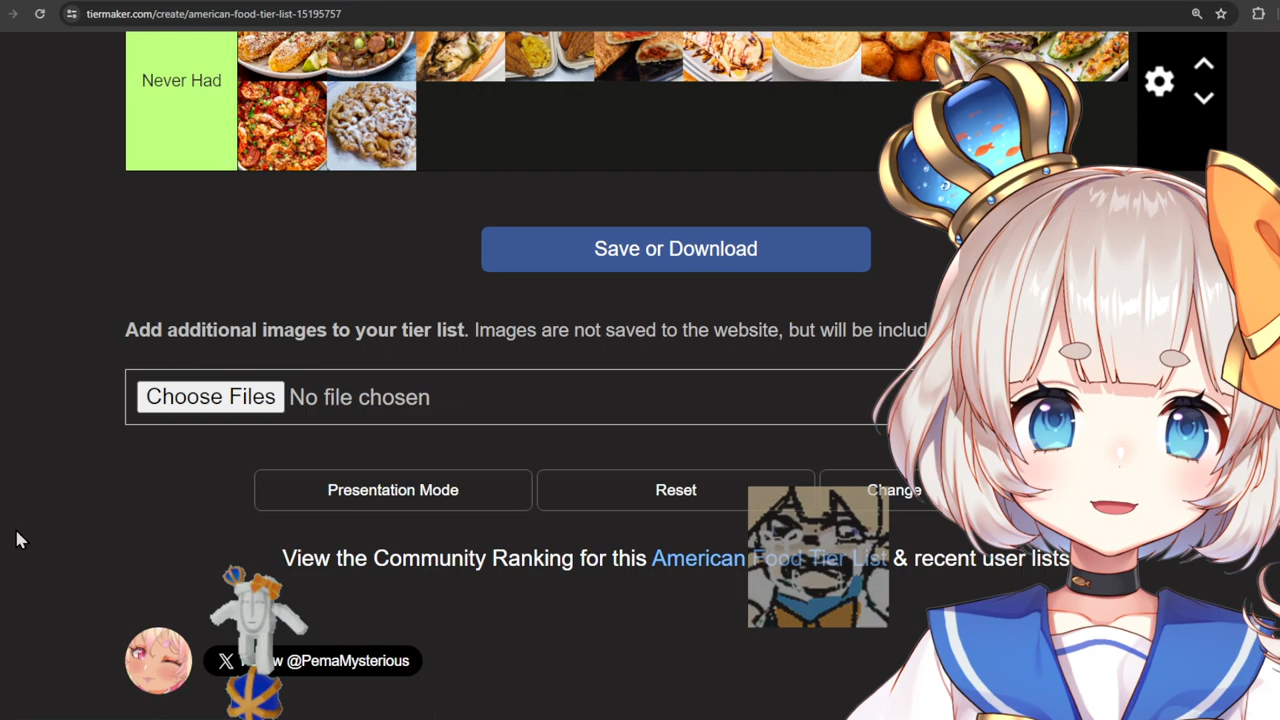 tiermaker.com/create/american-food-tier-list-15195757
Never Had
Save or Download
Add additional images to your tier list. Images are not saved to the website, but will be includ
Choose Files No file chosen
Presentation Mode
Reset
Change
View the Community Ranking for this American Food Tier List & recent user lists
@PemaMysterious